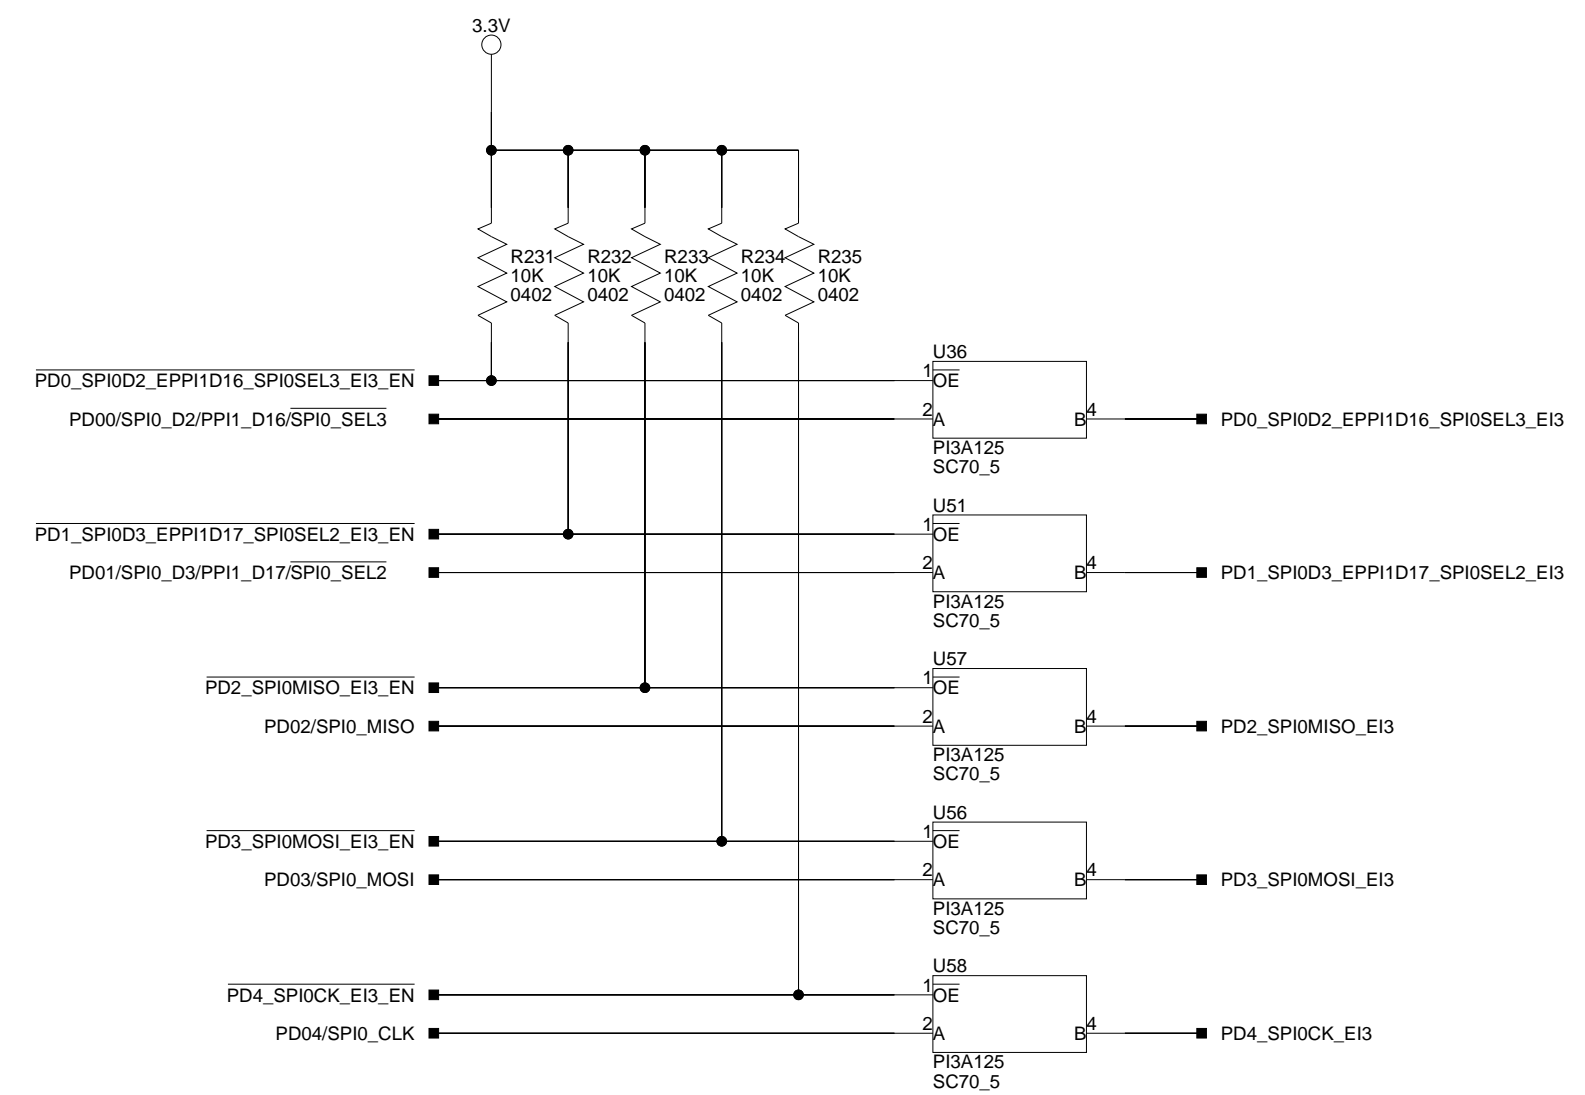 3.3V
R231 R232 R233 R234 R235
10K 10K 10K 10K 10K
0402 0402 0402 0402 0402
U36
PD0_SPI0D2_EPPI1D16_SPI0SEL3_EI3_EN 1 OE
PD00/SPI0_D2/PPI1_D16/SPI0_SEL3 2 A B 4 PD0_SPI0D2_EPPI1D16_SPI0SEL3_EI3
PI3A125
SC70_5
U51
PD1_SPI0D3_EPPI1D17_SPI0SEL2_EI3_EN 1 OE
PD01/SPI0_D3/PPI1_D17/SPI0_SEL2 2 A B 4 PD1_SPI0D3_EPPI1D17_SPI0SEL2_EI3
PI3A125
SC70_5
U57
PD2_SPI0MISO_EI3_EN 1 OE
PD02/SPI0_MISO 2 A B 4 PD2_SPI0MISO_EI3
PI3A125
SC70_5
U56
PD3_SPI0MOSI_EI3_EN 1 OE
PD03/SPI0_MOSI 2 A B 4 PD3_SPI0MOSI_EI3
PI3A125
SC70_5
U58
PD4_SPI0CK_EI3_EN 1 OE
PD04/SPI0_CLK 2 A B 4 PD4_SPI0CK_EI3
PI3A125
SC70_5